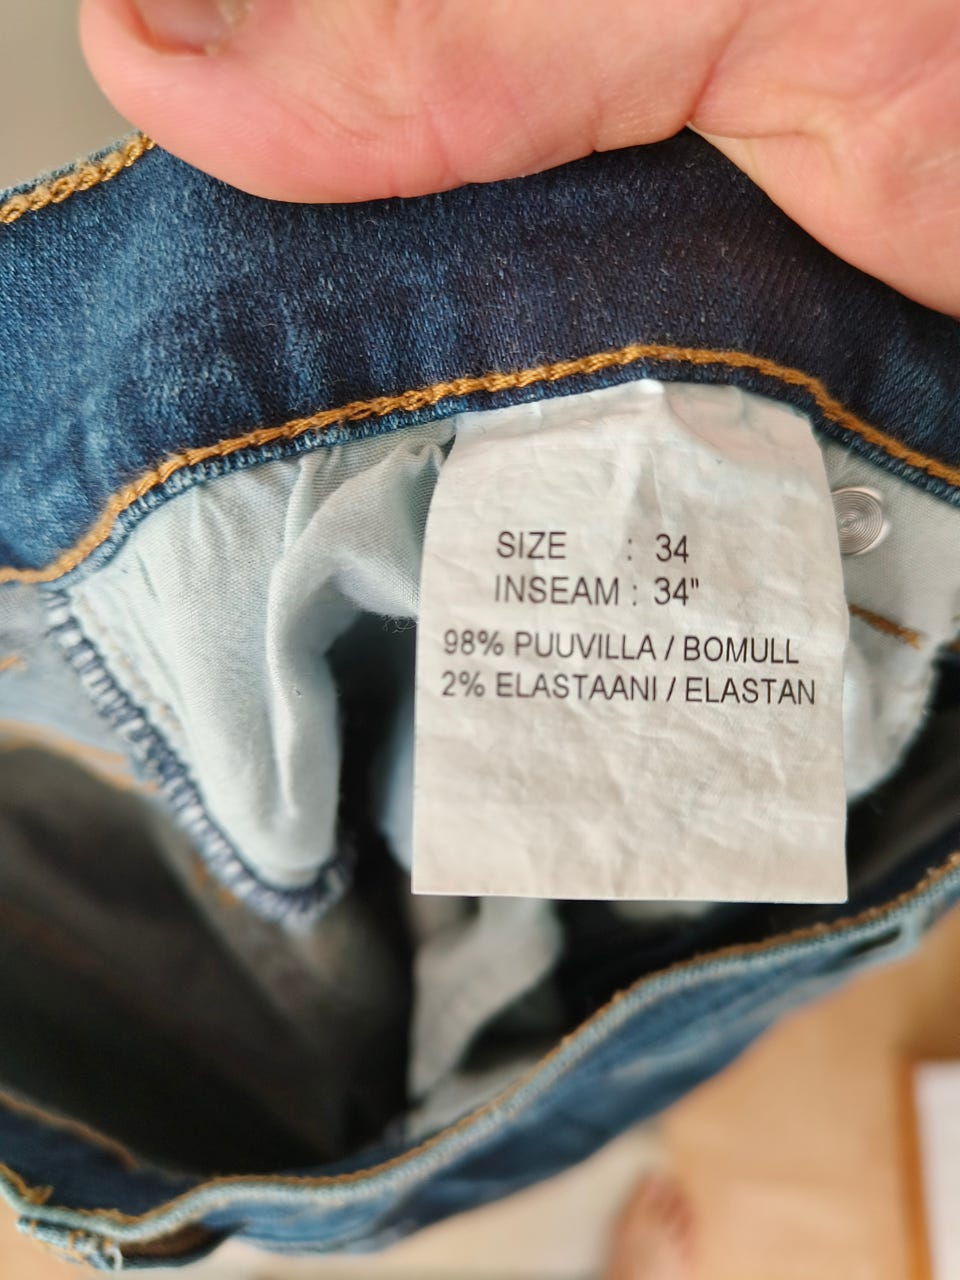 SIZE : 34
INSEAM : 34"
98% PUUVILLA / BOMULL
2% ELASTAANI / ELASTAN